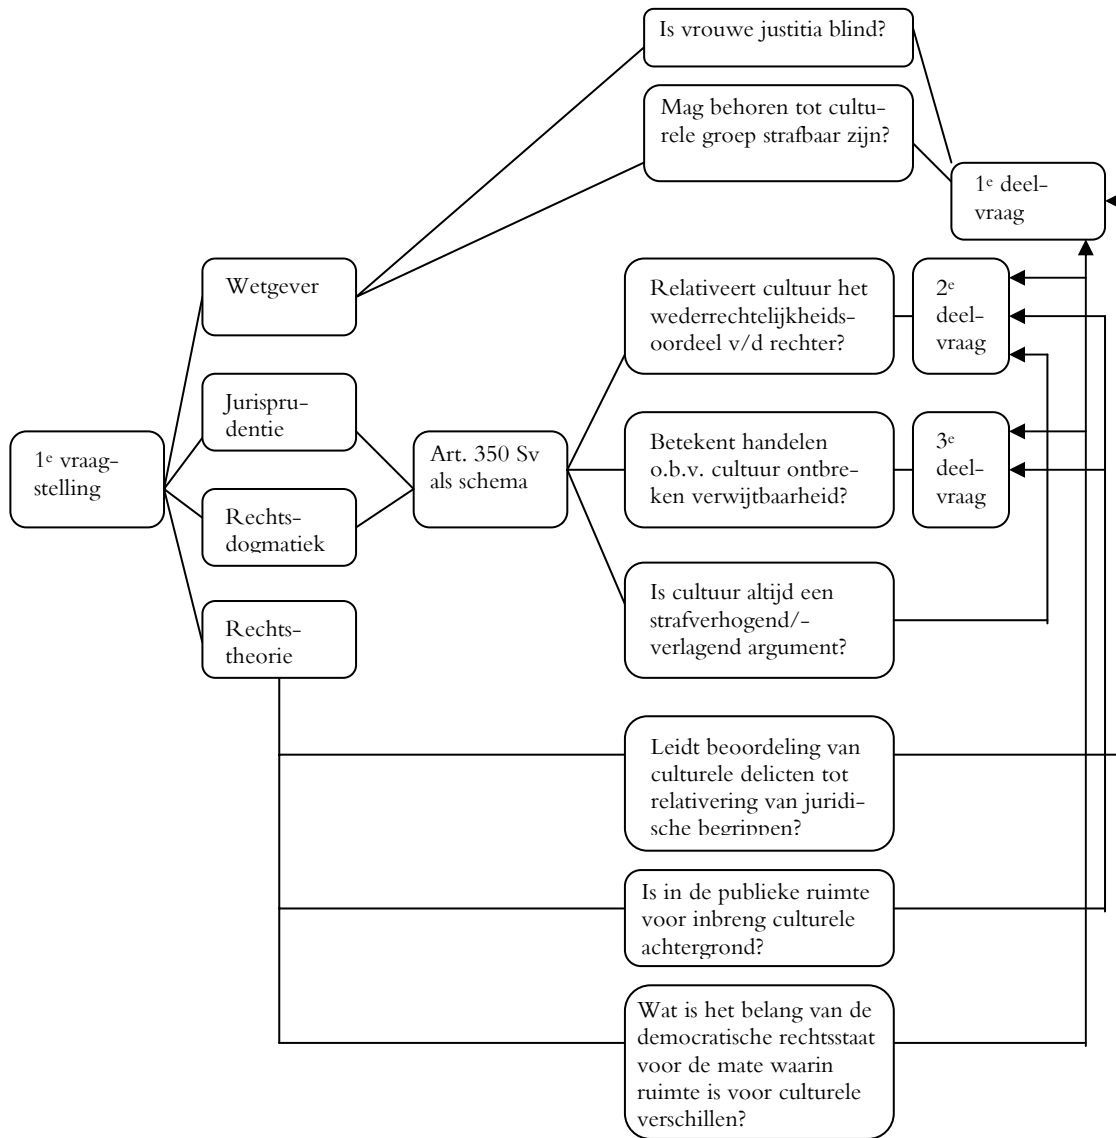 Is vrouwe justitia blind?
Mag behoren tot cultu-
rele groep strafbaar zijn?
1e deel-
vraag
Wetgever
Relativeert cultuur het
wederrechtelijkheids-
oordeel v/d rechter?
2e
deel-
vraag
Jurispru-
dentie
1e vraag-
stelling
Art. 350 Sv
als schema
Betekent handelen
o.b.v. cultuur ontbre-
ken verwijtbaarheid?
3e
deel-
vraag
Rechts-
dogmatiek
Is cultuur altijd een
strafverhogend/-
verlagend argument?
Rechts-
theorie
Leidt beoordeling van
culturele delicten tot
relativering van juridi-
sche begrippen?
Is in de publieke ruimte
voor inbreng culturele
achtergrond?
Wat is het belang van de
democratische rechtsstaat
voor de mate waarin
ruimte is voor culturele
verschillen?